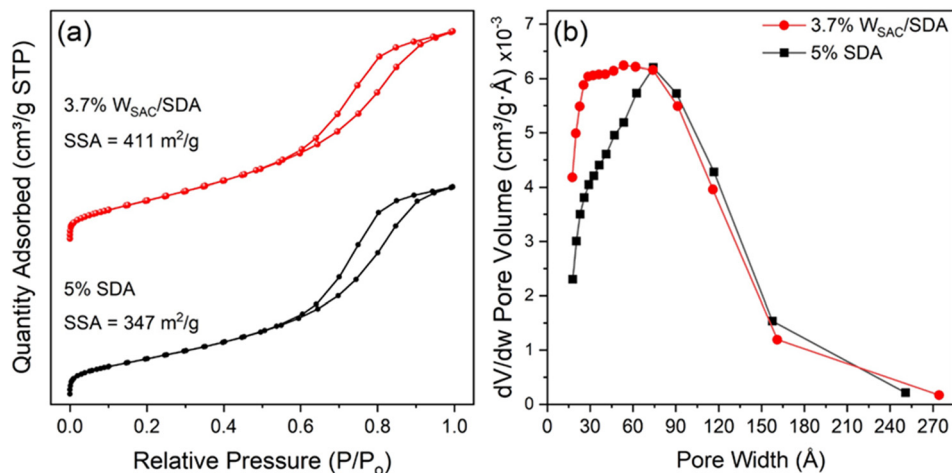 (a)
3.7% W_SAC/SDA
SSA = 411 m²/g
5% SDA
SSA = 347 m²/g
Quantity Adsorbed (cm³/g STP)
0.0 0.2 0.4 0.6 0.8 1.0
Relative Pressure (P/P₀)
(b)
3.7% W_SAC/SDA
5% SDA
dV/dw Pore Volume (cm³/g·Å) x10⁻³
7
6
5
4
3
2
1
0
0 30 60 90 120 150 180 210 240 270
Pore Width (Å)